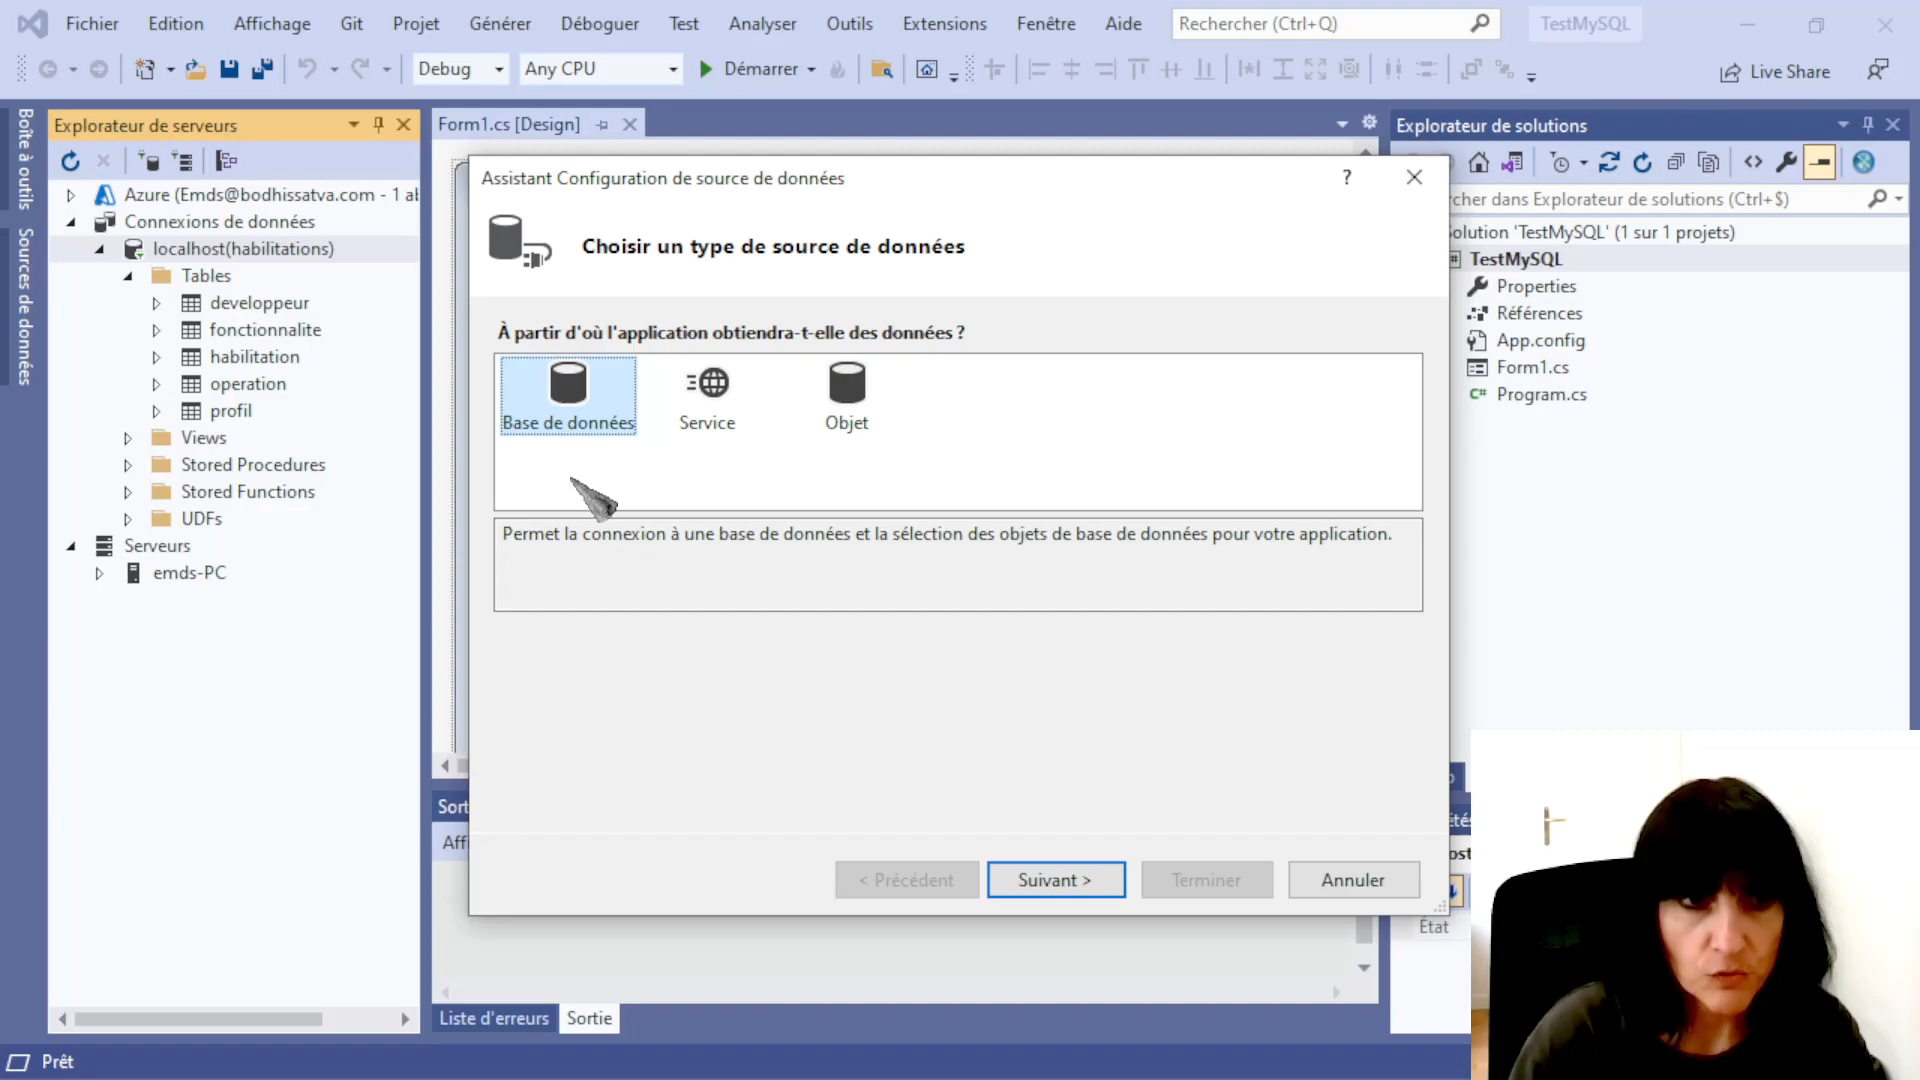 Fichier Edition Affichage Git Projet Générer Déboguer Test Analyser Outils Extensions Fenêtre Aide Rechercher (Ctrl+Q) TestMySQL
Debug Any CPU Démarrer Live Share
Boîte à outils
Sources de données
Explorateur de serveurs
Azure (Emds@bodhissatva.com - 1 al
Connexions de données
localhost(habilitations)
Tables
developpeur
fonctionnalite
habilitation
operation
profil
Views
Stored Procedures
Stored Functions
UDFs
Serveurs
emds-PC
Form1.cs [Design]
Assistant Configuration de source de données ?
Choisir un type de source de données
À partir d'où l'application obtiendra-t-elle des données ?
Base de données Service Objet
Permet la connexion à une base de données et la sélection des objets de base de données pour votre application.
< Précédent Suivant > Terminer Annuler
Sort
Aff
Liste d'erreurs Sortie
Explorateur de solutions
cher dans Explorateur de solutions (Ctrl+$)
olution 'TestMySQL' (1 sur 1 projets)
TestMySQL
Properties
Références
App.config
Form1.cs
C# Program.cs
État
Prêt